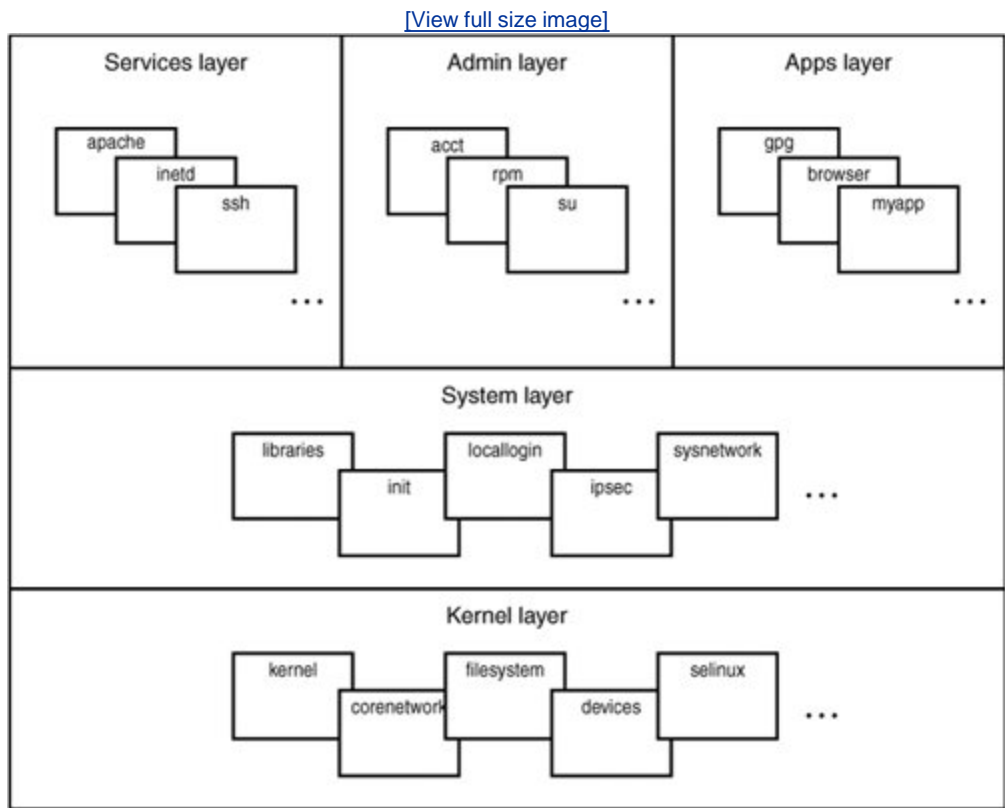 [View full size image]
Services layer
apache
inetd
ssh
...
Admin layer
acct
rpm
su
...
Apps layer
gpg
browser
myapp
...
System layer
libraries
init
locallogin
ipsec
sysnetwork
...
Kernel layer
kernel
corenetwork
filesystem
devices
selinux
...